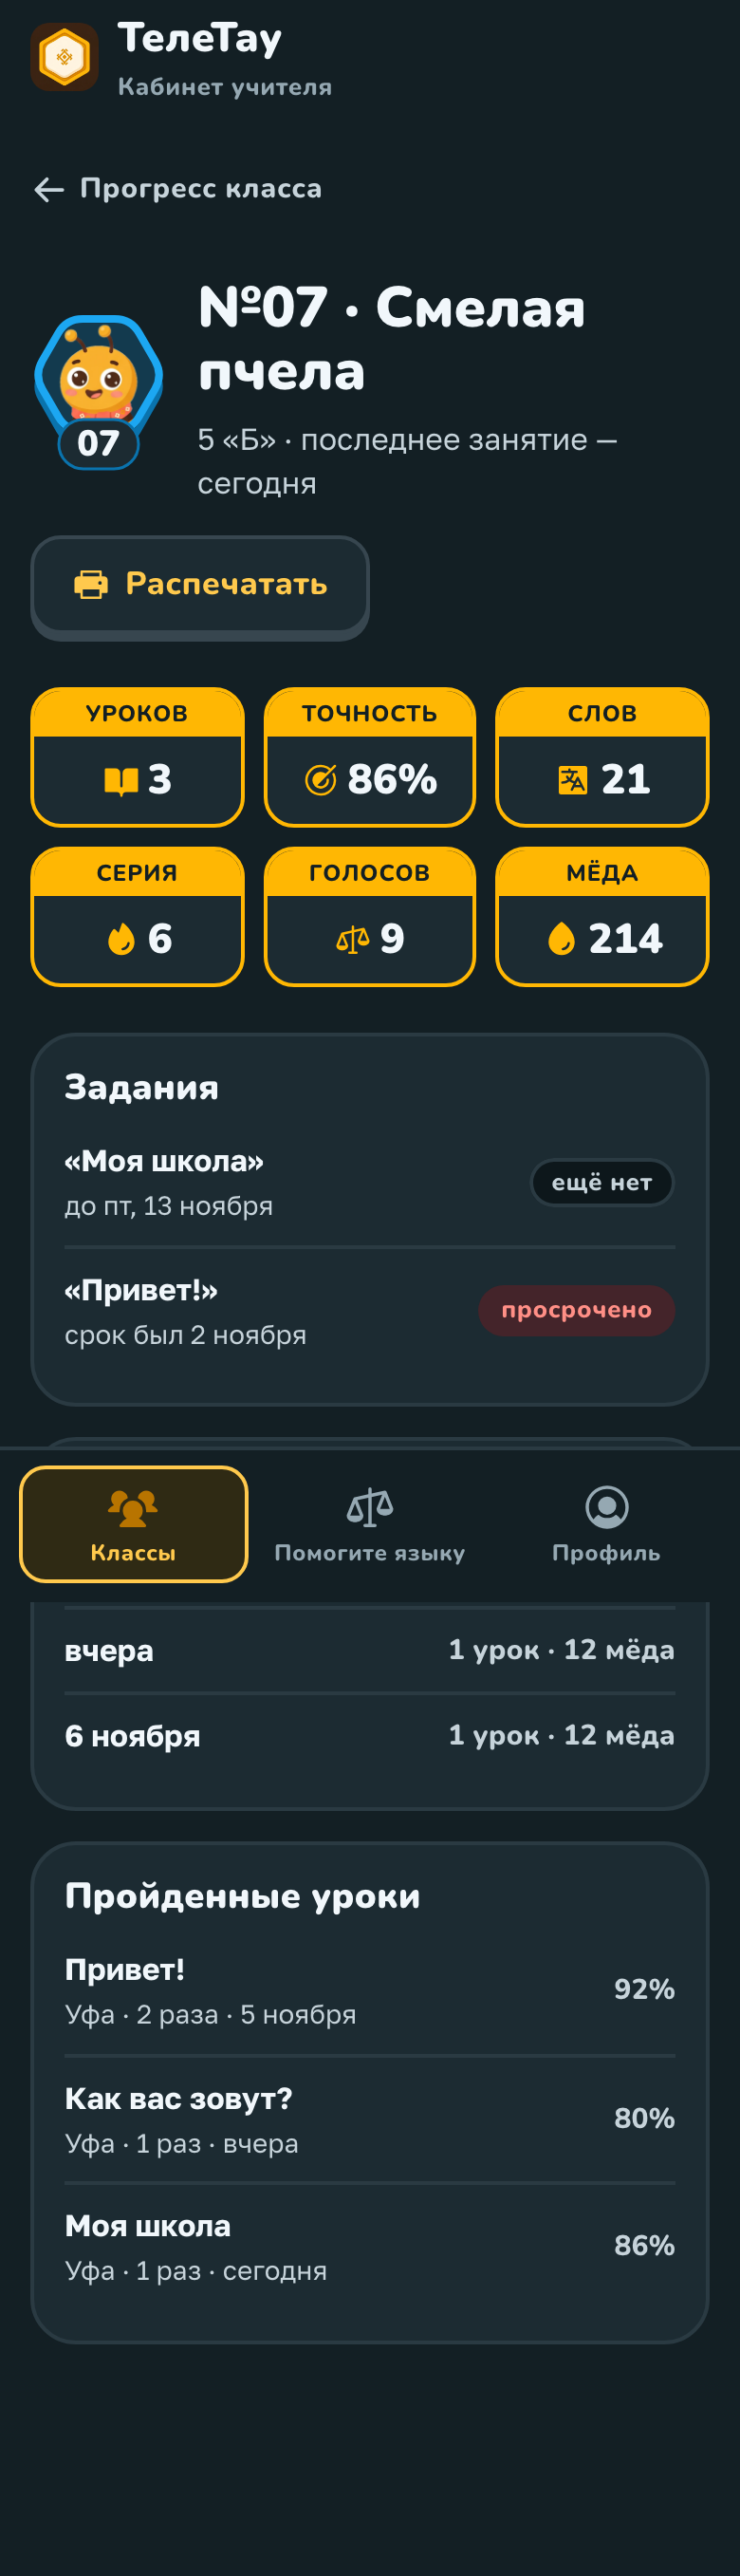 ТелеТау
Кабинет учителя
Прогресс класса
№07 · Смелая
пчела
07
5 «Б» · последнее занятие —
сегодня
Распечатать
УРОКОВ
3
ТОЧНОСТЬ
86%
СЛОВ
21
СЕРИЯ
6
ГОЛОСОВ
9
МЁДА
214
Задания
«Моя школа»
до пт, 13 ноября
ещё нет
«Привет!»
срок был 2 ноября
просрочено
Классы
Помогите языку
Профиль
вчера
1 урок · 12 мёда
6 ноября
1 урок · 12 мёда
Пройденные уроки
Привет!
Уфа · 2 раза · 5 ноября
92%
Как вас зовут?
Уфа · 1 раз · вчера
80%
Моя школа
Уфа · 1 раз · сегодня
86%